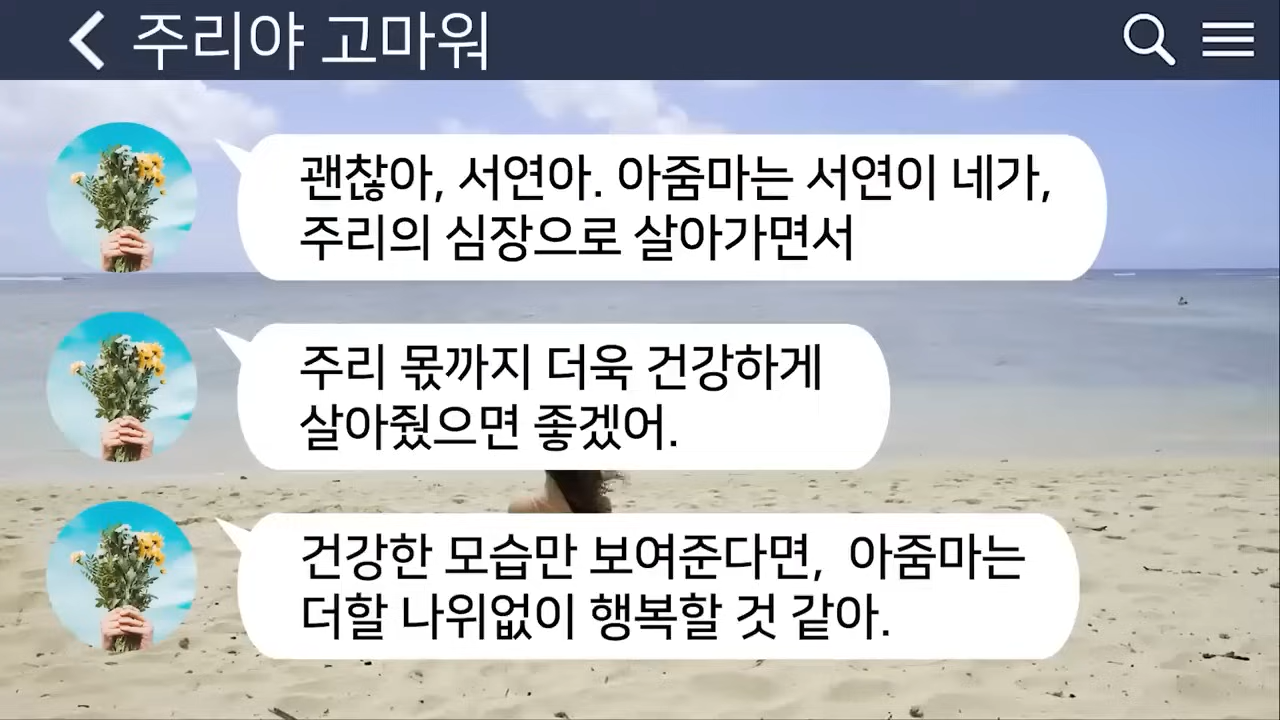 주리야 고마워
괜찮아, 서연아. 아줌마는 서연이 네가,
주리의 심장으로 살아가면서
주리 몫까지 더욱 건강하게
살아줬으면 좋겠어.
건강한 모습만 보여준다면, 아줌마는
더할 나위없이 행복할 것 같아.